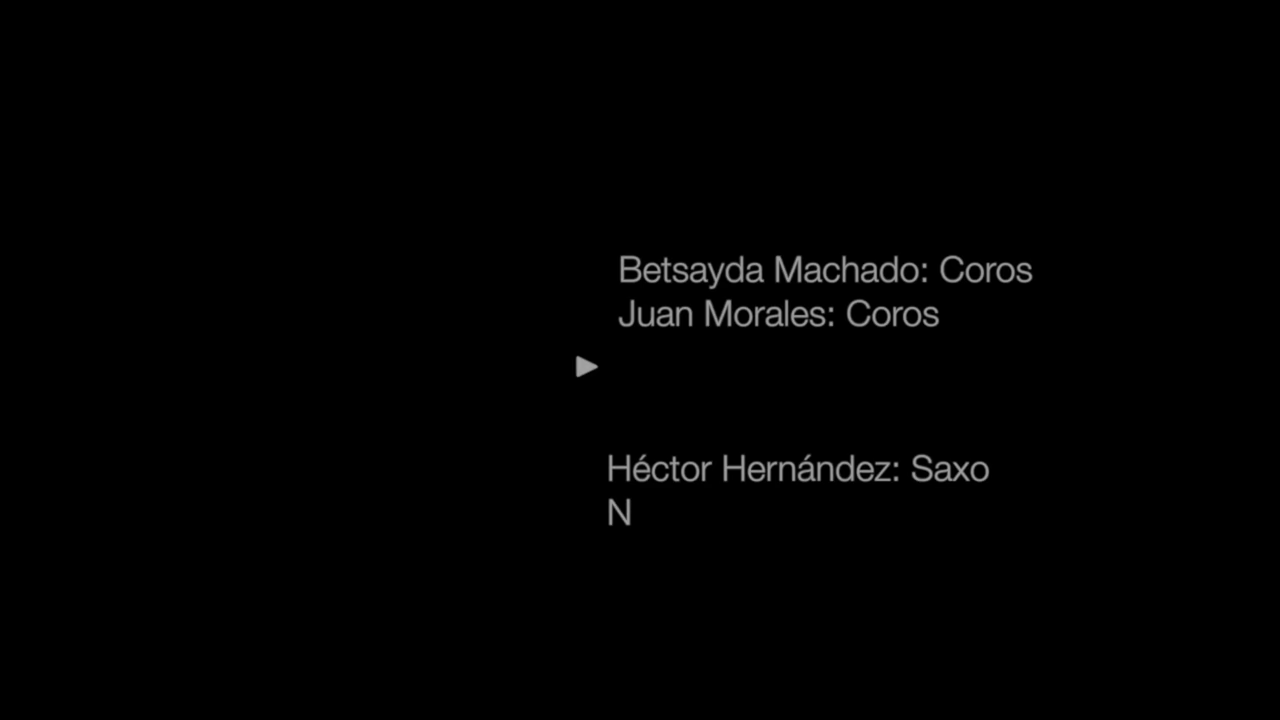 Betsayda Machado: Coros
Juan Morales: Coros
Héctor Hernández: Saxo
N